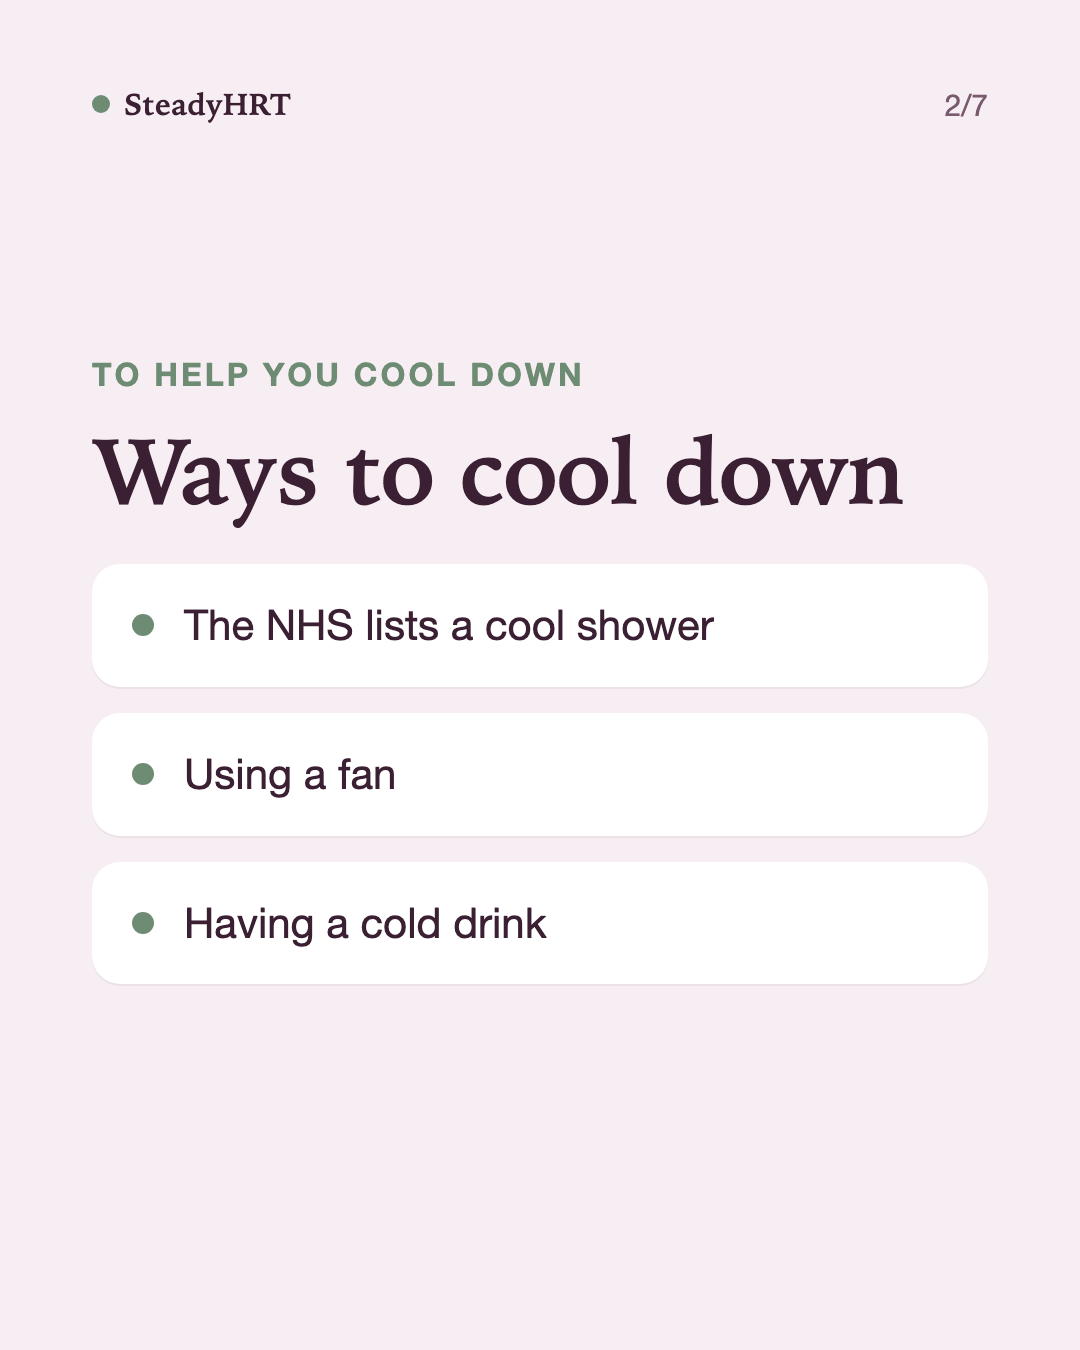 SteadyHRT
2/7
TO HELP YOU COOL DOWN
Ways to cool down
The NHS lists a cool shower
Using a fan
Having a cold drink